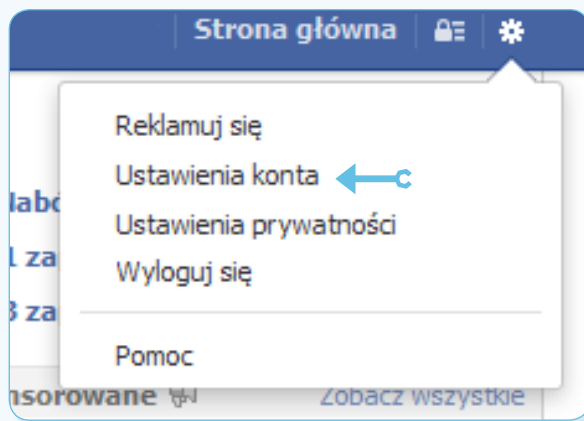 Strona główna
Reklamuj się
Ustawienia konta
Ustawienia prywatności
Wyloguj się
Pomoc
Zobacz wszystkie